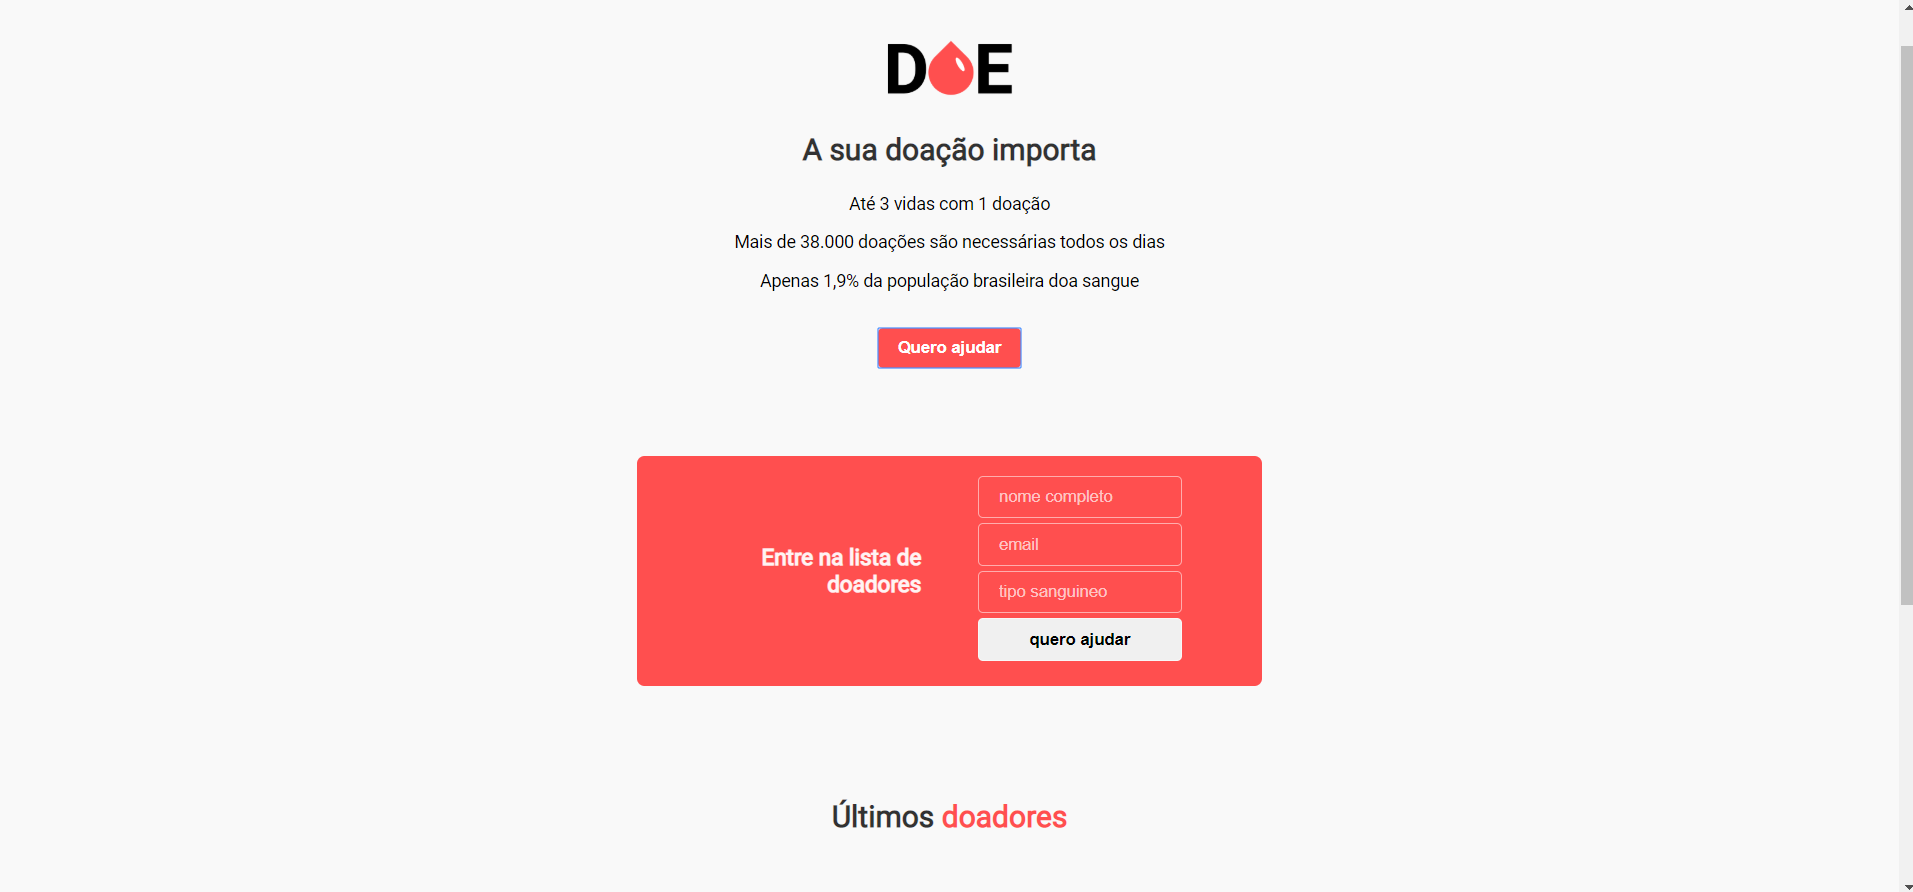 DOE
A sua doação importa
Até 3 vidas com 1 doação
Mais de 38.000 doações são necessárias todos os dias
Apenas 1,9% da população brasileira doa sangue
Quero ajudar
Entre na lista de
doadores
nome completo
email
tipo sanguineo
quero ajudar
Últimos doadores